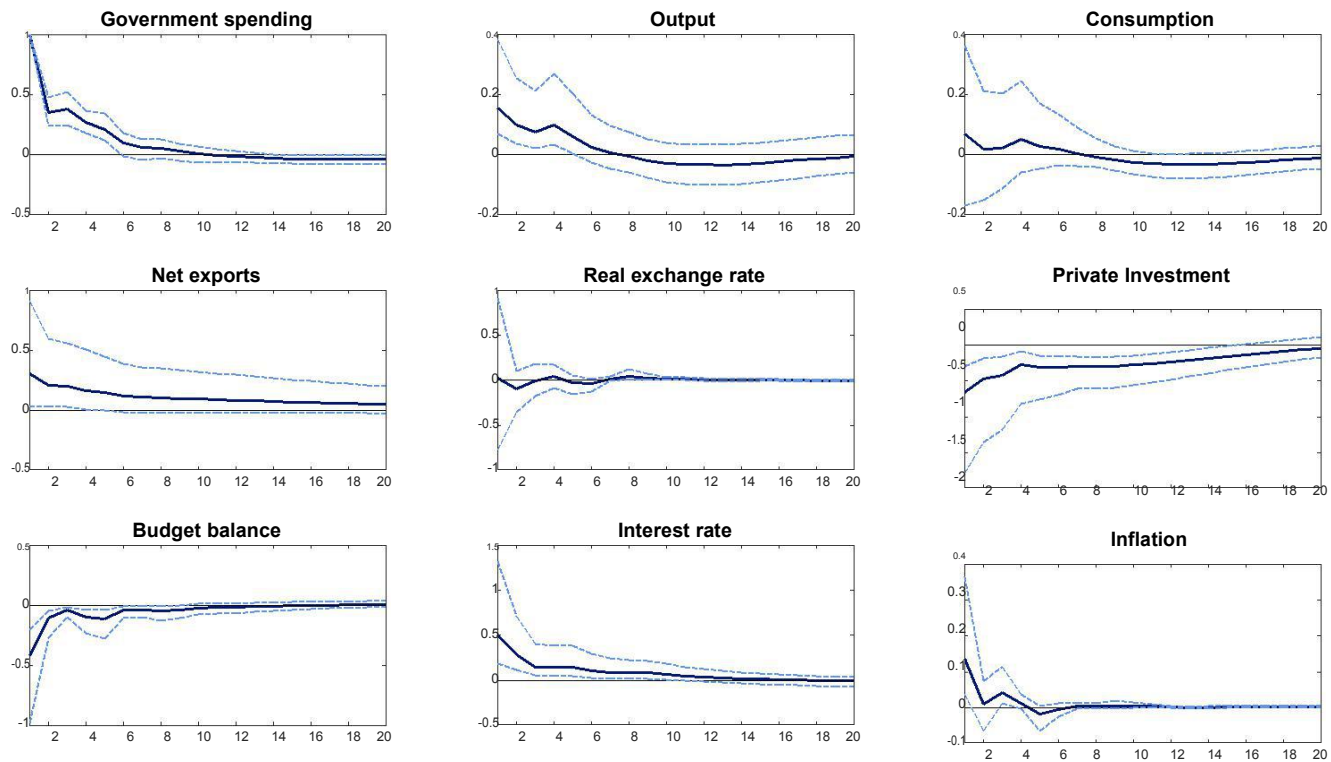 Government spending
1
0.5
0
-0.5
2 4 6 8 10 12 14 16 18 20
Output
0.4
0.2
0
-0.2
2 4 6 8 10 12 14 16 18 20
Consumption
0.4
0.2
0
-0.2
2 4 6 8 10 12 14 16 18 20
Net exports
1
0.5
0
-0.5
2 4 6 8 10 12 14 16 18 20
Real exchange rate
1
0.5
0
-0.5
-1
2 4 6 8 10 12 14 16 18 20
Private Investment
0.5
0
-0.5
-1
-1.5
-2
2 4 6 8 10 12 14 16 18 20
Budget balance
0.5
0
-0.5
-1
2 4 6 8 10 12 14 16 18 20
Interest rate
1.5
1
0.5
0
-0.5
2 4 6 8 10 12 14 16 18 20
Inflation
0.4
0.3
0.2
0.1
0
-0.1
2 4 6 8 10 12 14 16 18 20